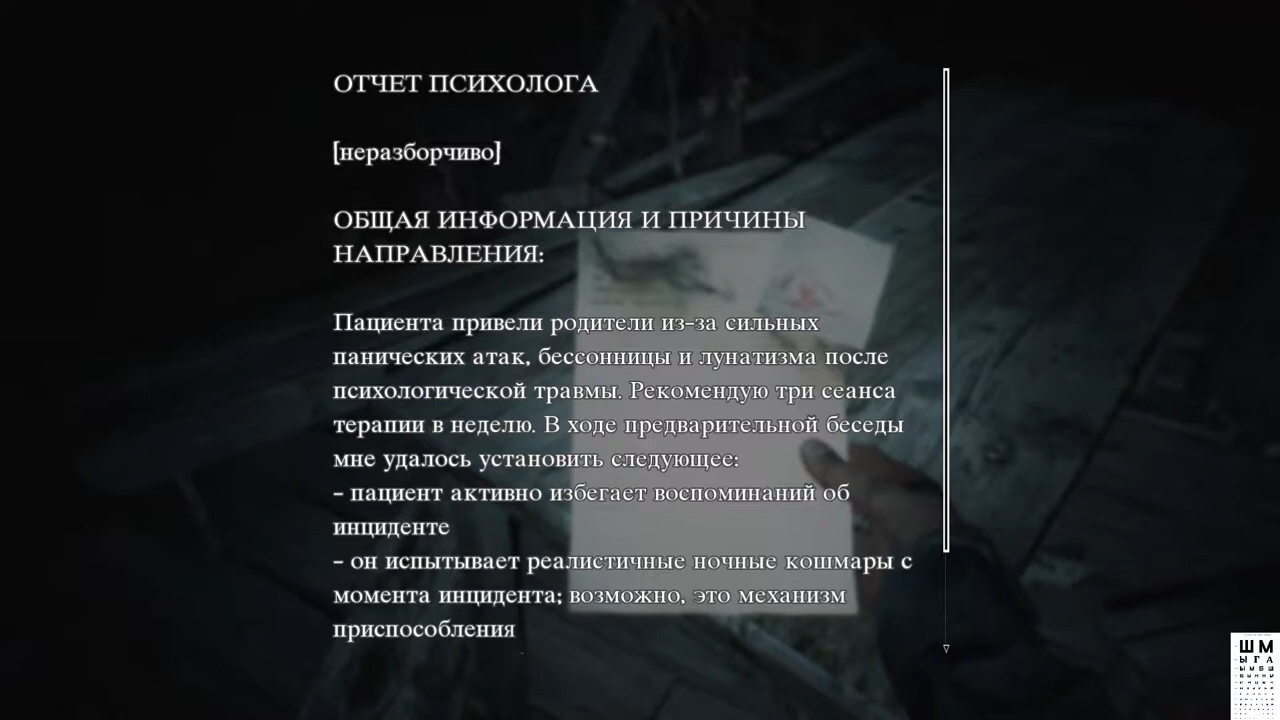 ОТЧЕТ ПСИХОЛОГА
[неразборчиво]
ОБЩАЯ ИНФОРМАЦИЯ И ПРИЧИНЫ
НАПРАВЛЕНИЯ:
Пациента привели родители из-за сильных
панических атак, бессонницы и лунатизма после
психологической травмы. Рекомендую три сеанса
терапии в неделю. В ходе предварительной беседы
мне удалось установить следующее:
- пациент активно избегает воспоминаний об
инциденте
- он испытывает реалистичные ночные кошмары с
момента инцидента; возможно, это механизм
приспособления
Ш М
Ы Г А
Ы М Б Ш